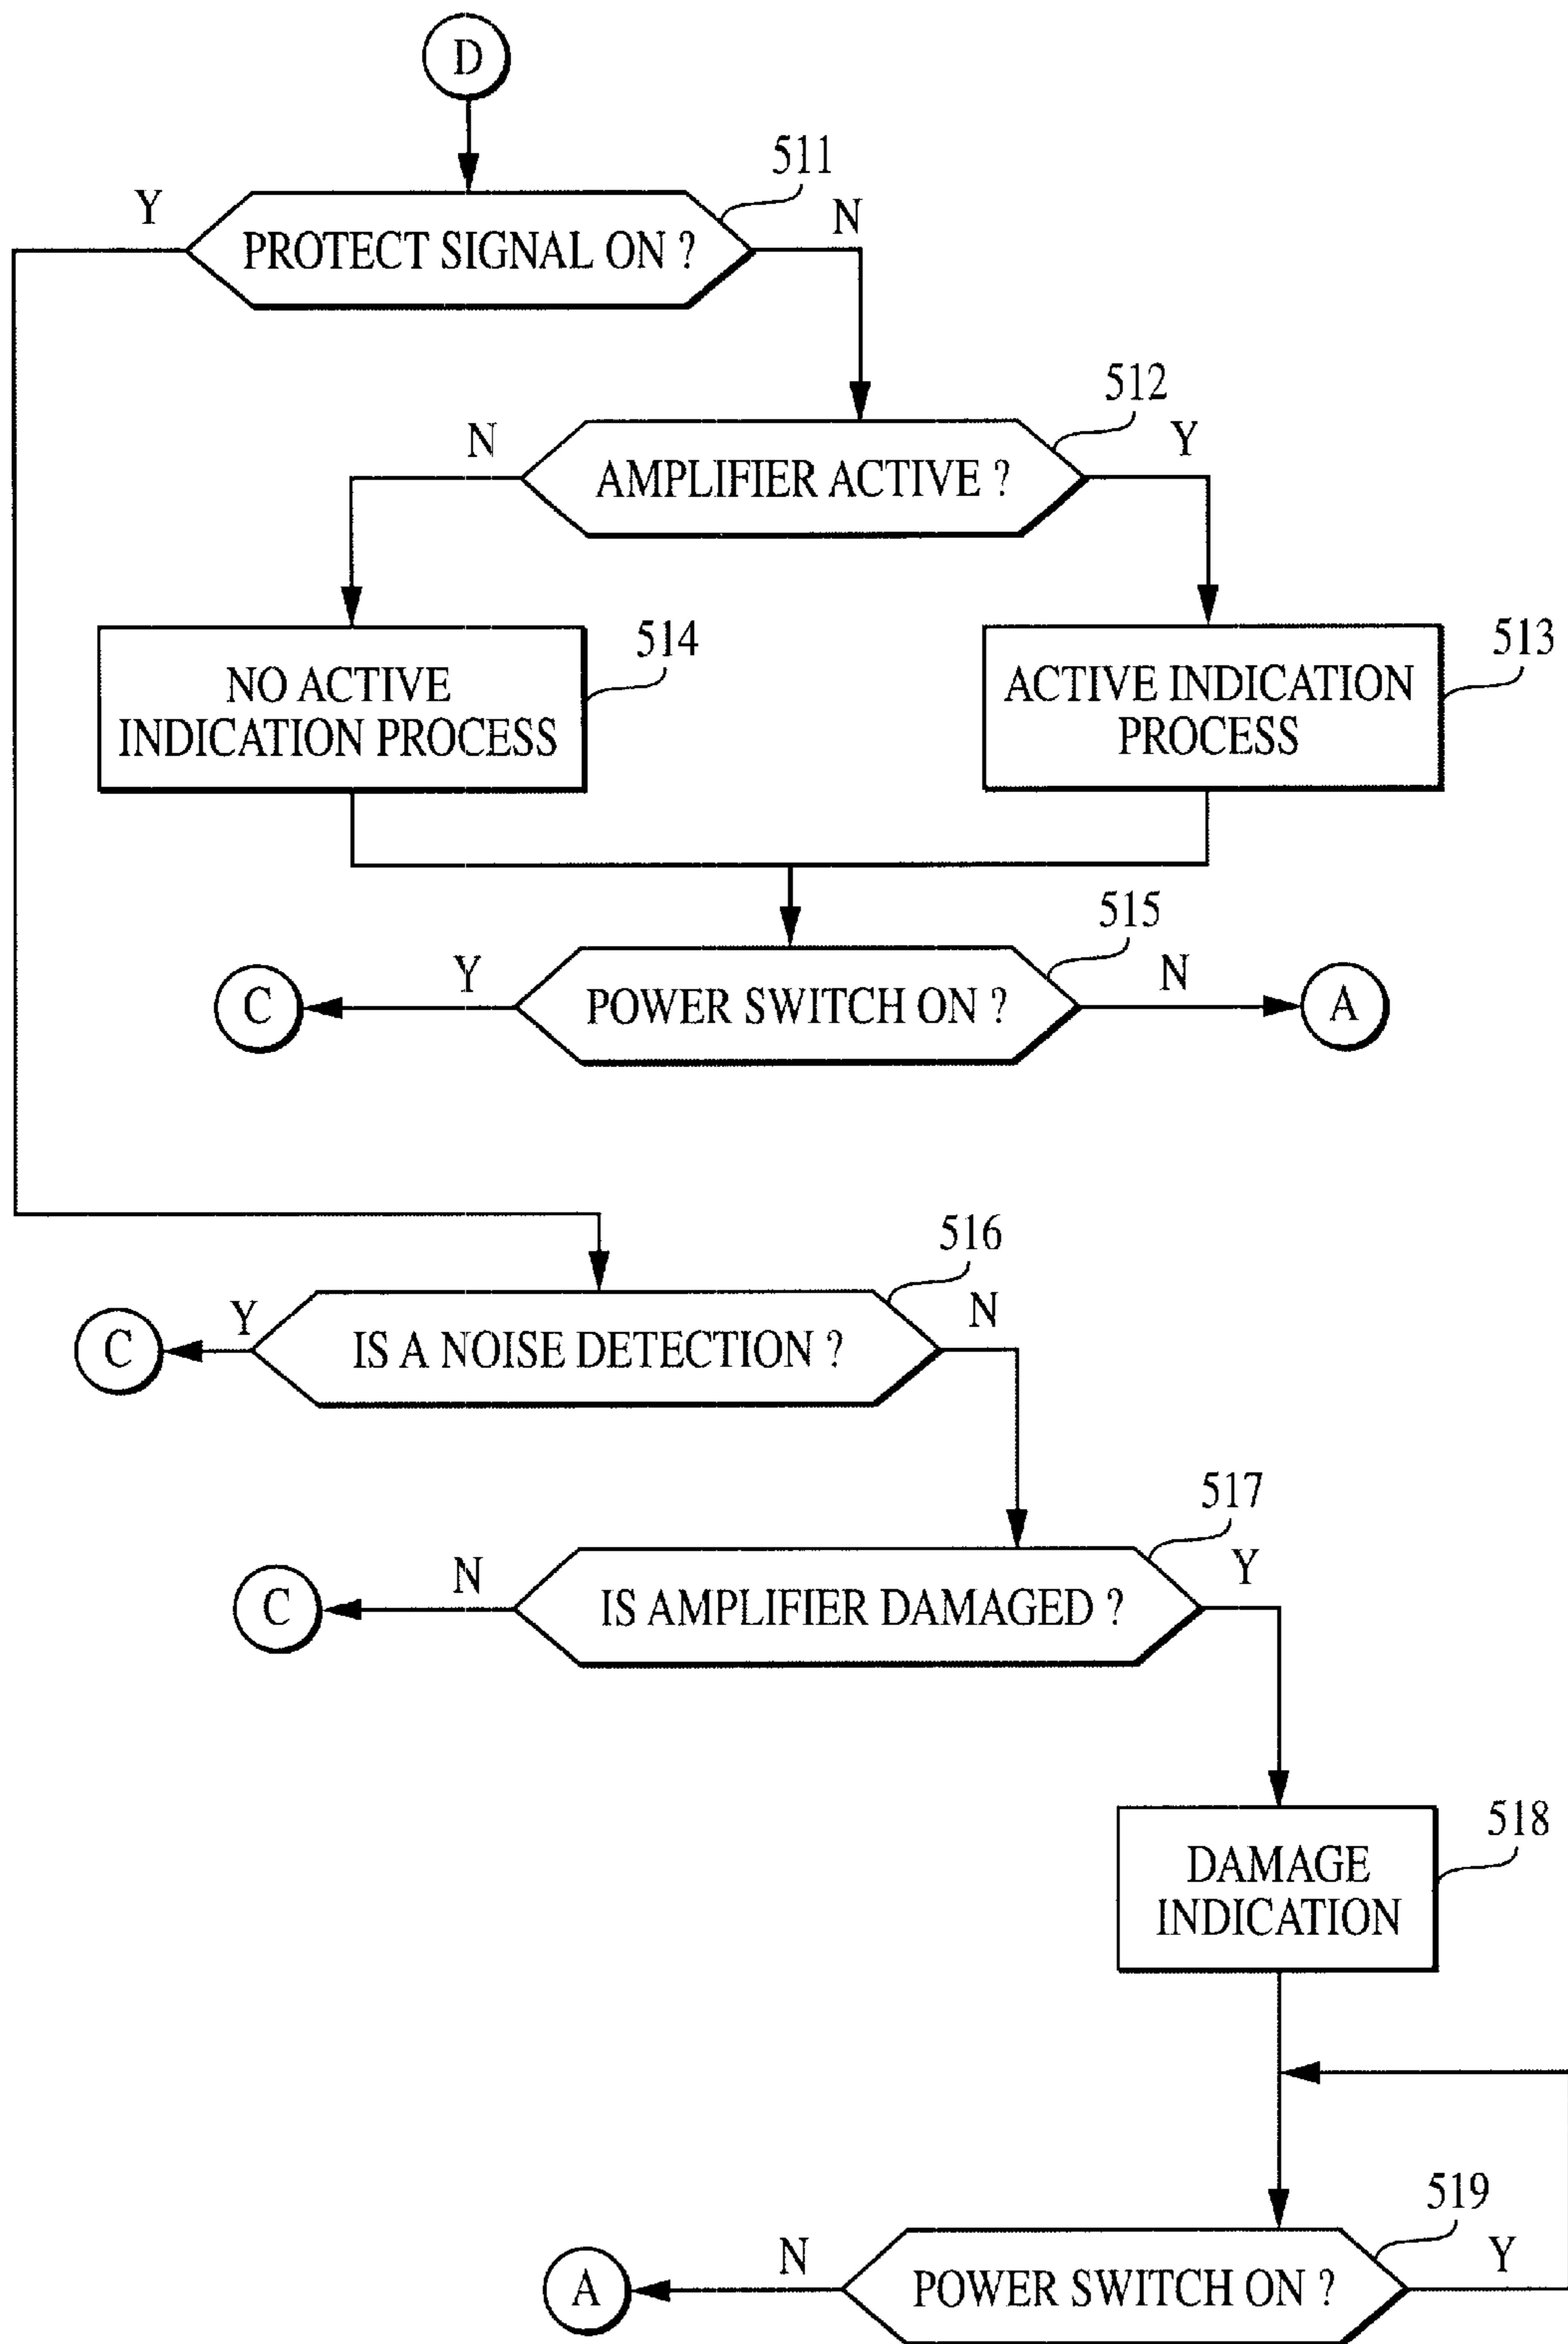 D
511
Y
N
PROTECT SIGNAL ON ?
512
N
Y
AMPLIFIER ACTIVE ?
514
513
NO ACTIVE
INDICATION PROCESS
ACTIVE INDICATION
PROCESS
515
Y
N
C
POWER SWITCH ON ?
A
516
Y
N
C
IS A NOISE DETECTION ?
517
N
Y
C
IS AMPLIFIER DAMAGED ?
518
DAMAGE
INDICATION
519
N
Y
A
POWER SWITCH ON ?